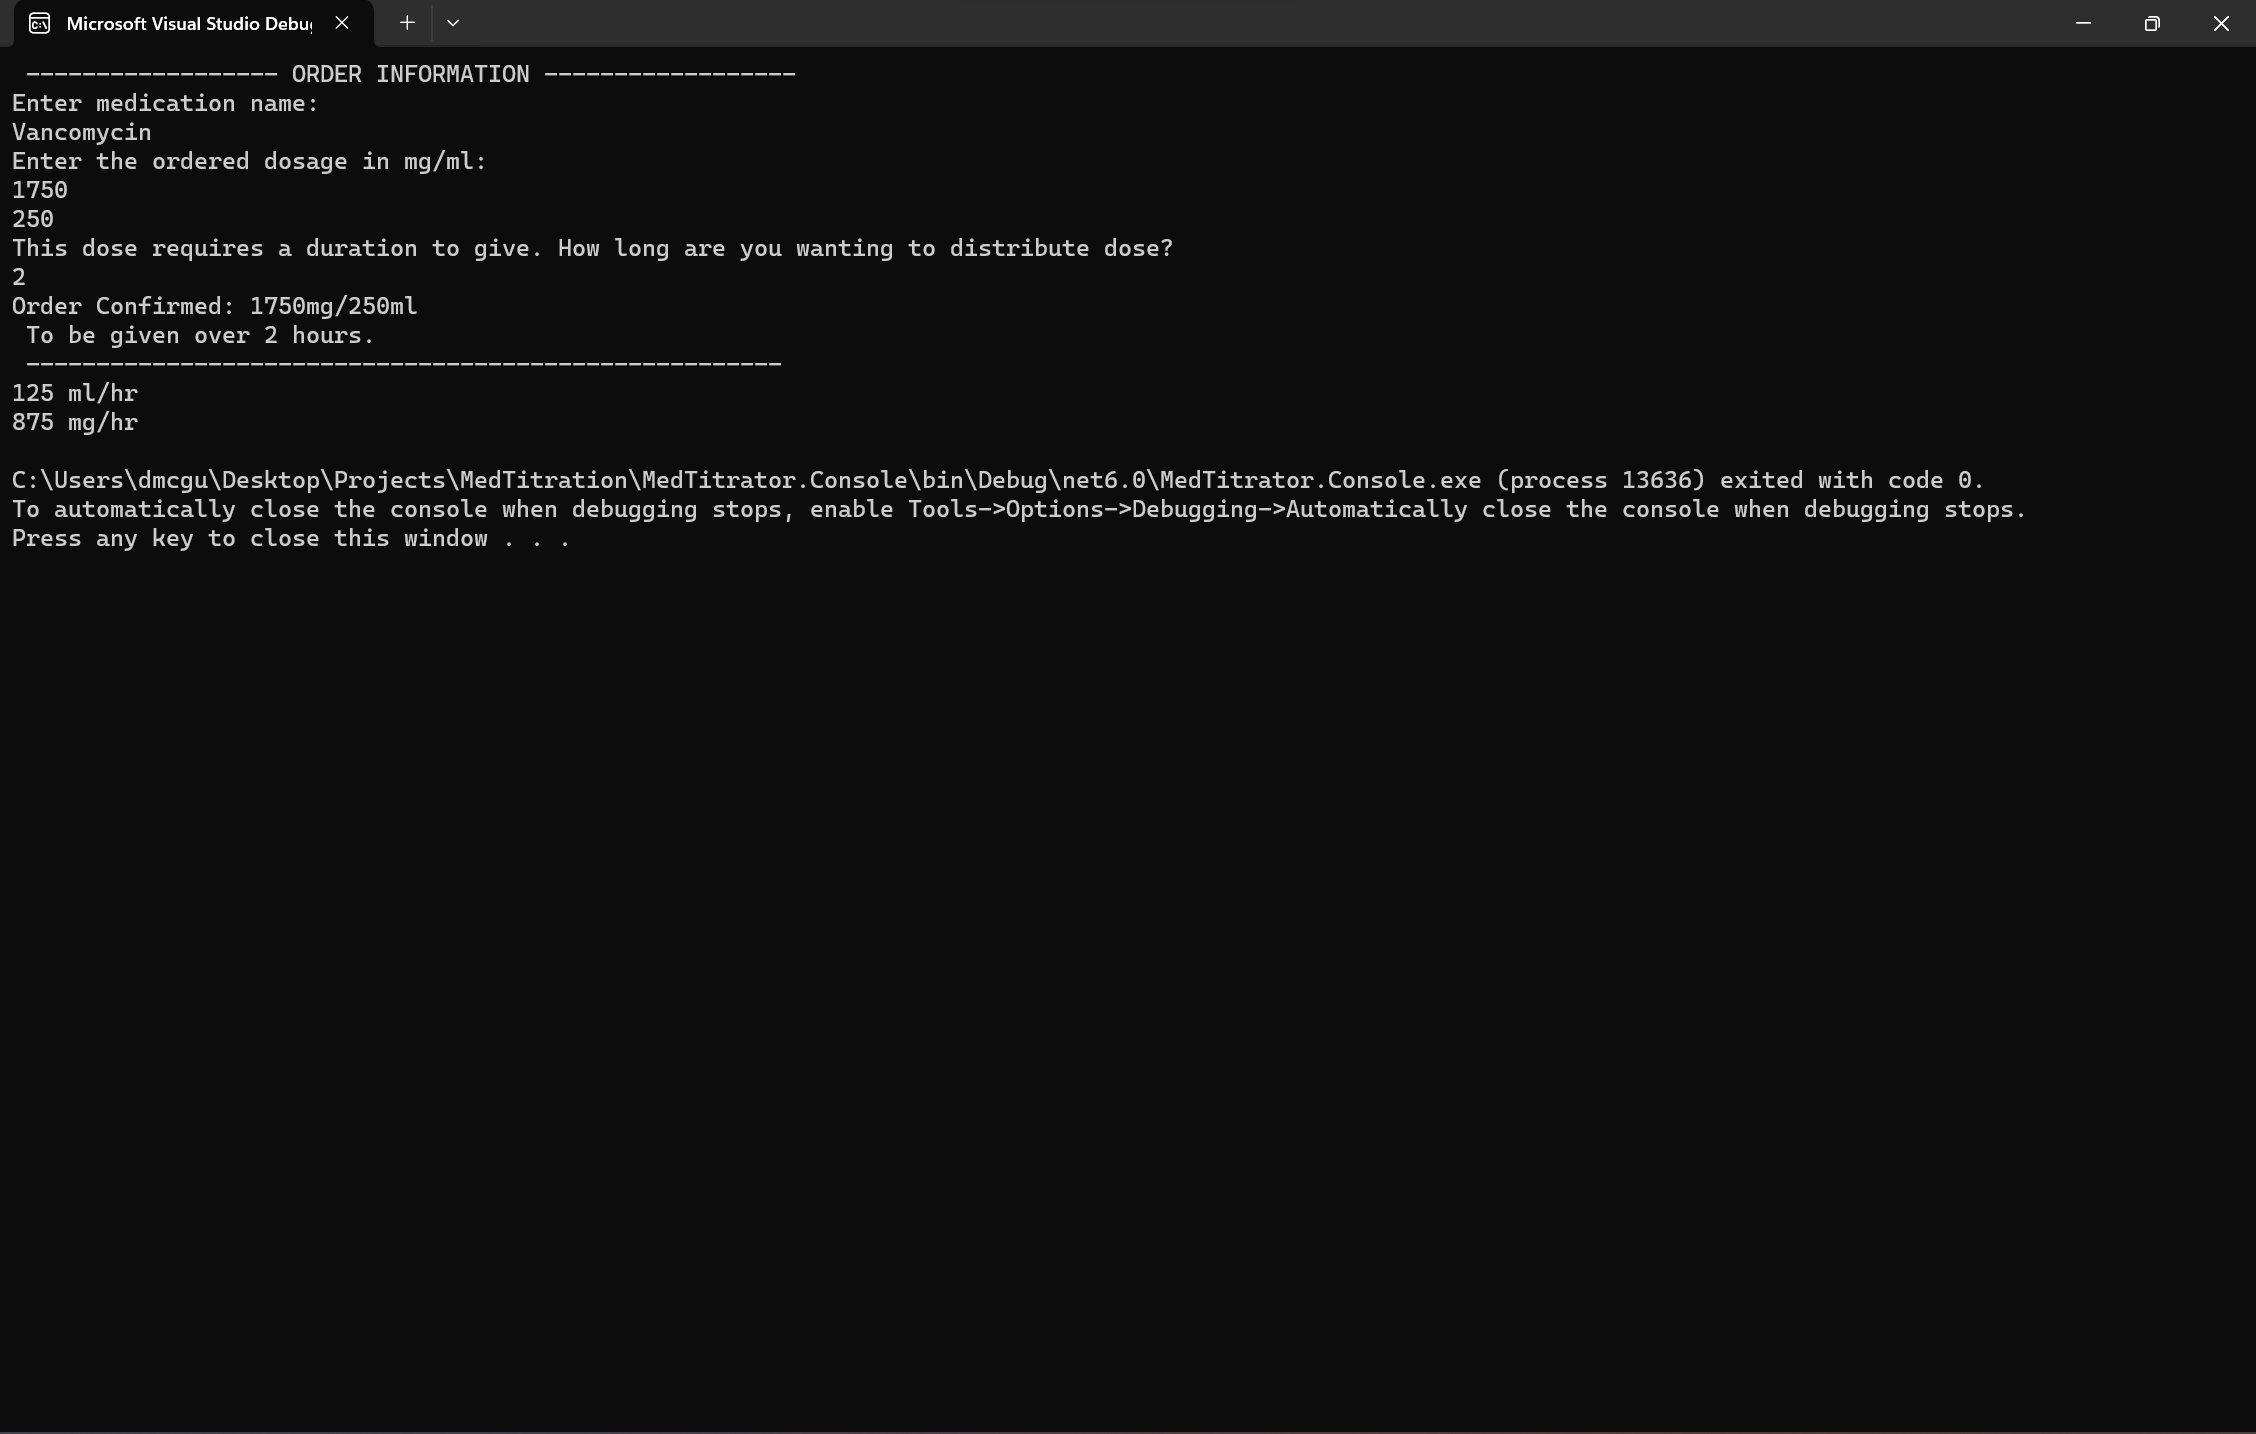 Microsoft Visual Studio Debu
------------------ ORDER INFORMATION ------------------
Enter medication name:
Vancomycin
Enter the ordered dosage in mg/ml:
1750
250
This dose requires a duration to give. How long are you wanting to distribute dose?
2
Order Confirmed: 1750mg/250ml
 To be given over 2 hours.
 ------------------------------------------------------
125 ml/hr
875 mg/hr
C:\Users\dmcgu\Desktop\Projects\MedTitration\MedTitrator.Console\bin\Debug\net6.0\MedTitrator.Console.exe (process 13636) exited with code 0.
To automatically close the console when debugging stops, enable Tools->Options->Debugging->Automatically close the console when debugging stops.
Press any key to close this window . . .